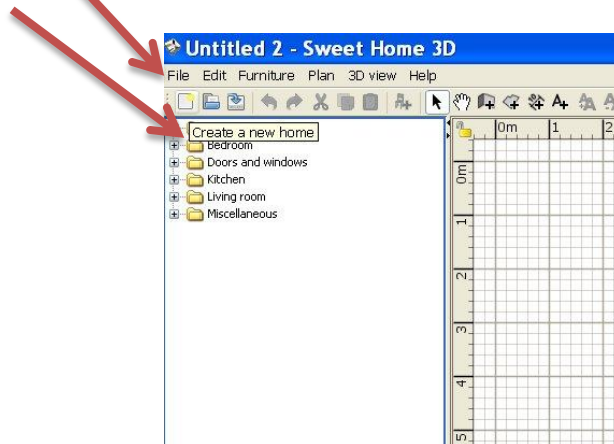 Untitled 2 - Sweet Home 3D
File Edit Furniture Plan 3D view Help
0m 1 2
Create a new home
Bedroom
Doors and windows
Kitchen
Living room
Miscellaneous
0m
1
2
3
4
5